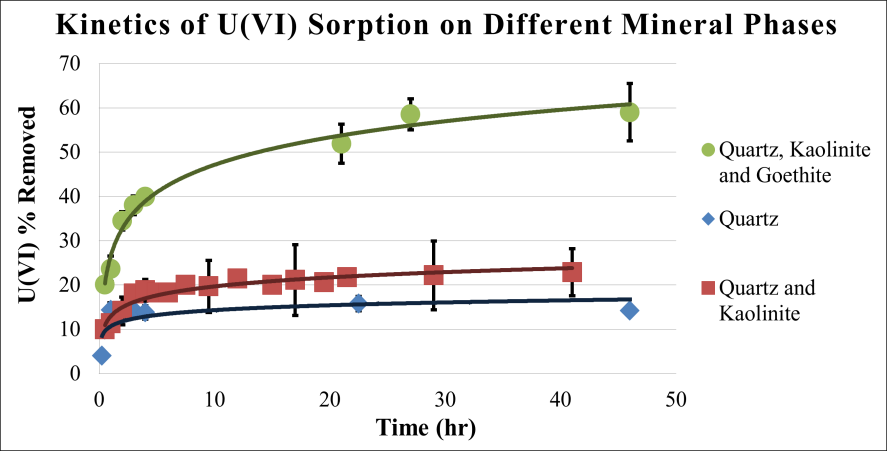 Kinetics of U(VI) Sorption on Different Mineral Phases
U(VI) % Removed
70
60
50
40
30
20
10
0
0
10
20
30
40
50
Time (hr)
Quartz, Kaolinite
and Goethite
Quartz
Quartz and
Kaolinite